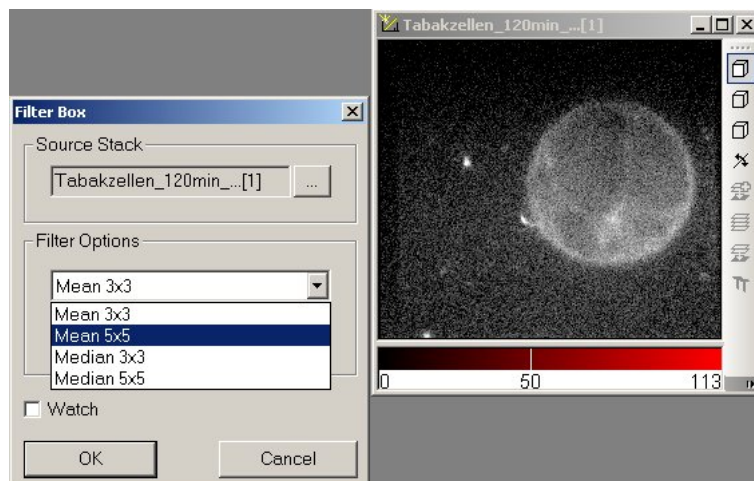 Filter Box
Source Stack
Tabakzellen_120min_...[1]
...
Filter Options
Mean 3x3
Mean 3x3
Mean 5x5
Median 3x3
Median 5x5
Watch
OK
Cancel
Tabakzellen_120min_...[1]
0
50
113